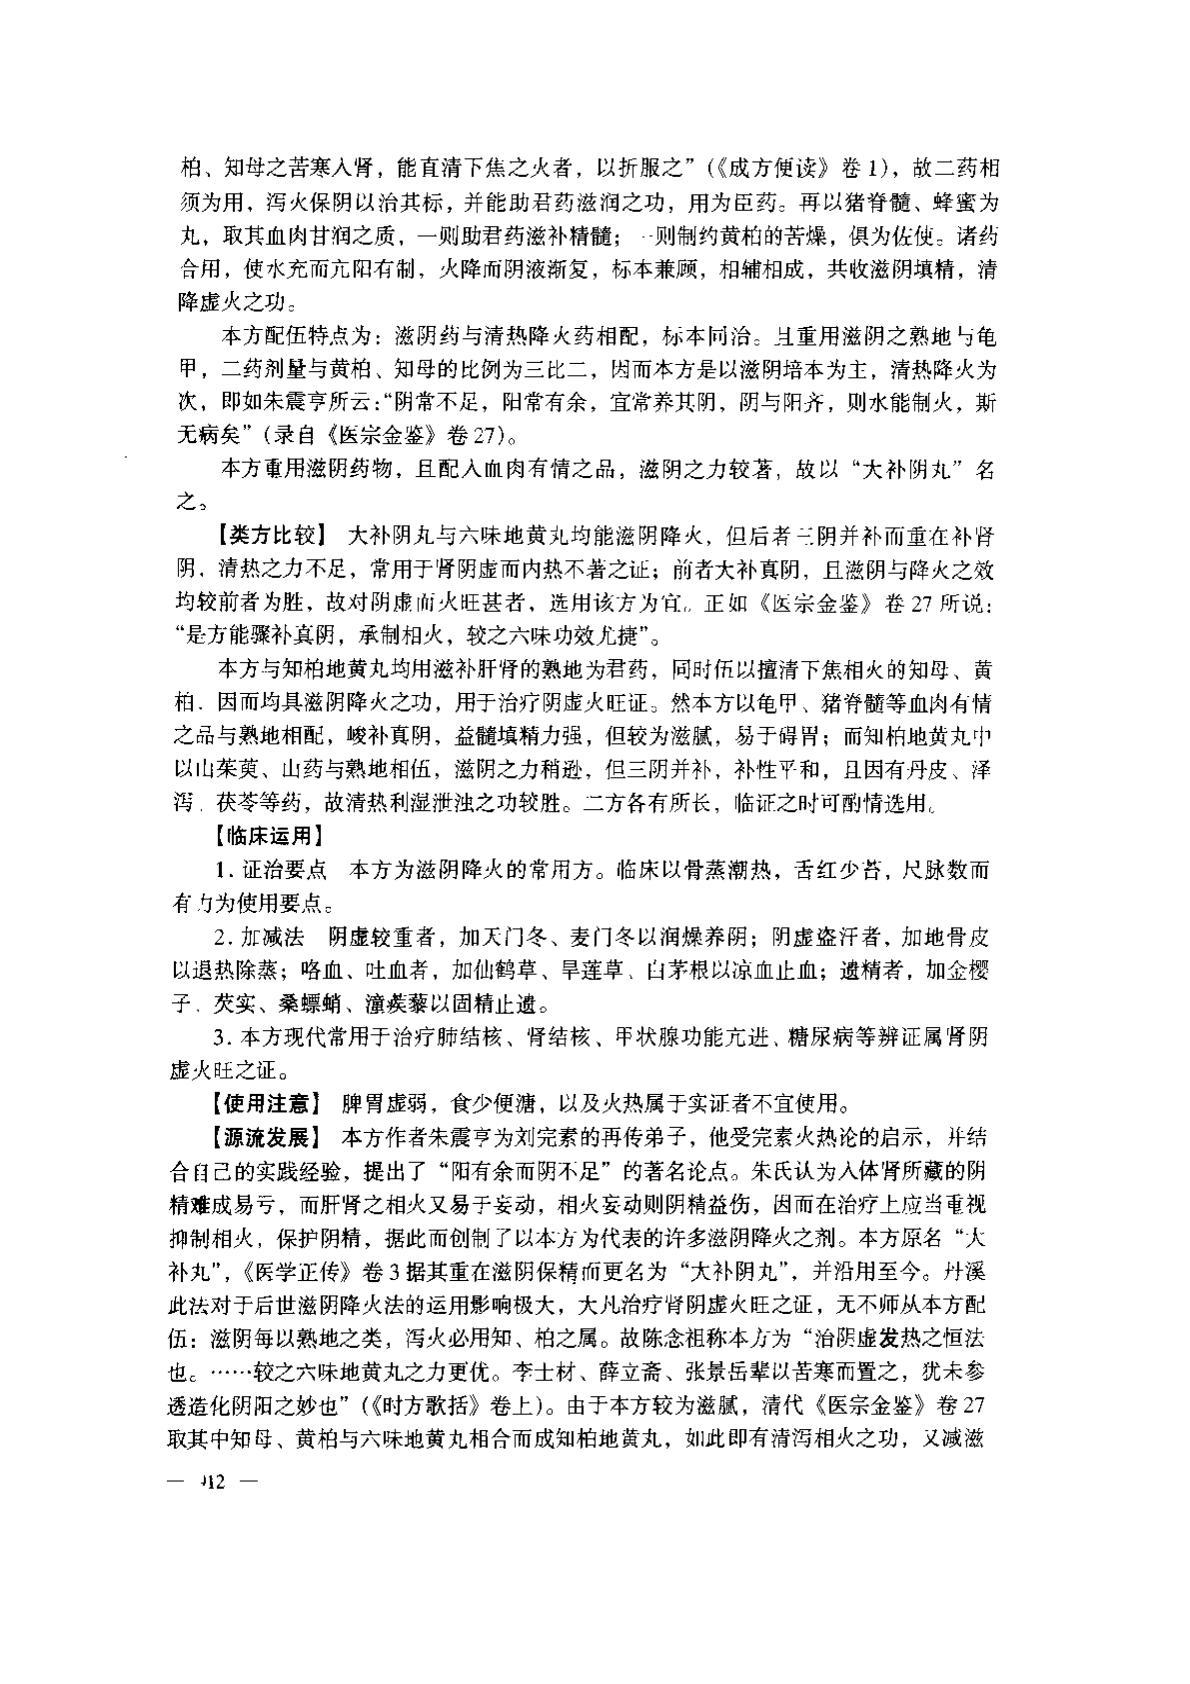 柏、知母之苦寒入肾，能直清下焦之火者，以折服之”(《成方便读》卷1)，故二药相
须为用，泻火保阴以治其标，并能助君药滋润之功，用为臣药。再以猪脊髓、蜂蜜为
丸，取其血肉甘润之质，一则助君药滋补精髓；一则制约黄柏的苦燥，俱为佐使。诸药
合用，使水充而亢阳有制，火降而阴液渐复，标本兼顾，相辅相成，共收滋阴填精，清
降虚火之功。
本方配伍特点为：滋阴药与清热降火药相配，标本同治。且重用滋阴之熟地与龟
甲，二药剂量与黄柏、知母的比例为三比二，因而本方是以滋阴培本为主，清热降火为
次，即如朱震亨所云：“阴常不足，阳常有余，宜常养其阴，阴与阳齐，则水能制火，斯
无病矣”(录自《医宗金鉴》卷27)。
本方重用滋阴药物，且配入血肉有情之品，滋阴之力较著，故以“大补阴丸”名
之。
【类方比较】 大补阴丸与六味地黄丸均能滋阴降火，但后者三阴并补而重在补肾
阴，清热之力不足，常用于肾阴虚而内热不著之证；前者大补真阴，且滋阴与降火之效
均较前者为胜，故对阴虚而火旺甚者，选用该方为宜。正如《医宗金鉴》卷27所说：
“是方能骤补真阴，承制相火，较之六味功效尤捷”。
本方与知柏地黄丸均用滋补肝肾的熟地为君药，同时伍以擅清下焦相火的知母、黄
柏，因而均具滋阴降火之功，用于治疗阴虚火旺证。然本方以龟甲、猪脊髓等血肉有情
之品与熟地相配，峻补真阴，益髓填精力强，但较为滋腻，易于碍胃；而知柏地黄丸中
以山茱萸、山药与熟地相伍，滋阴之力稍逊，但三阴并补，补性平和，且因有丹皮、泽
泻、茯苓等药，故清热利湿泄浊之功较胜。二方各有所长，临证之时可酌情选用。
【临床运用】
1. 证治要点 本方为滋阴降火的常用方。临床以骨蒸潮热，舌红少苔，尺脉数而
有力为使用要点。
2. 加减法 阴虚较重者，加天门冬、麦门冬以润燥养阴；阴虚盗汗者，加地骨皮
以退热除蒸；咯血、吐血者，加仙鹤草、旱莲草、白茅根以凉血止血；遗精者，加金樱
子、芡实、桑螵蛸、潼蒺藜以固精止遗。
3. 本方现代常用于治疗肺结核、肾结核、甲状腺功能亢进、糖尿病等辨证属肾阴
虚火旺之证。
【使用注意】 脾胃虚弱，食少便溏，以及火热属于实证者不宜使用。
【源流发展】 本方作者朱震亨为刘完素的再传弟子，他受完素火热论的启示，并结
合自己的实践经验，提出了“阳有余而阴不足”的著名论点。朱氏认为人体肾所藏的阴
精难成易亏，而肝肾之相火又易于妄动，相火妄动则阴精益伤，因而在治疗上应当重视
抑制相火，保护阴精，据此而创制了以本方为代表的许多滋阴降火之剂。本方原名“大
补丸”，《医学正传》卷3据其重在滋阴保精而更名为“大补阴丸”，并沿用至今。丹溪
此法对于后世滋阴降火法的运用影响极大，大凡治疗肾阴虚火旺之证，无不师从本方配
伍：滋阴每以熟地之类，泻火必用知、柏之属。故陈念祖称本方为“治阴虚发热之恒法
也。……较之六味地黄丸之力更优。李士材、薛立斋、张景岳辈以苦寒而置之，犹未参
透造化阴阳之妙也”(《时方歌括》卷上)。由于本方较为滋腻，清代《医宗金鉴》卷27
取其中知母、黄柏与六味地黄丸相合而成知柏地黄丸，如此即有清泻相火之功，又减滋